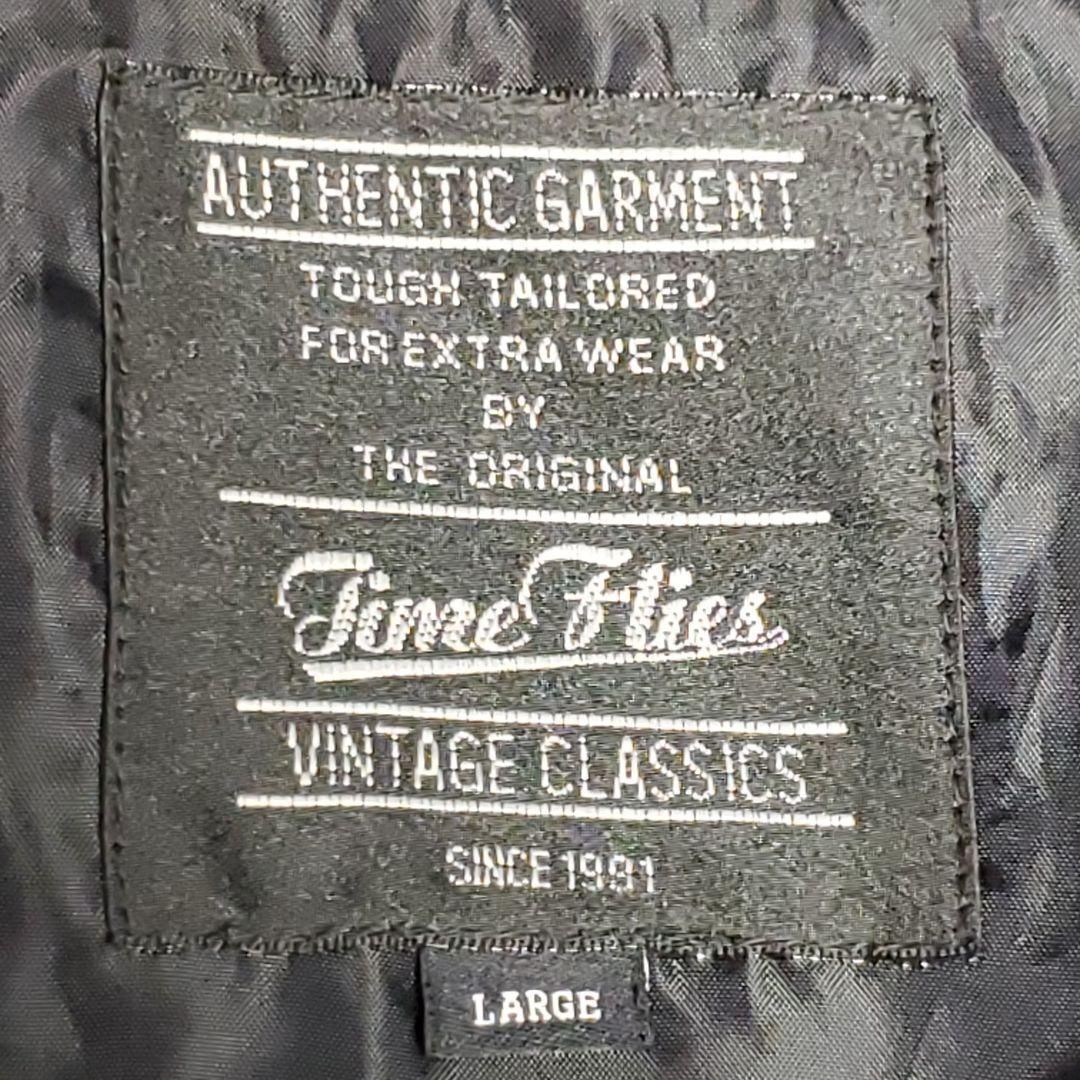 AUTHENTIC GARMENT
TOUGH TAILORED
FOR EXTRA WEAR
BY
THE ORIGINAL
Time Flies
VINTAGE CLASSICS
SINCE 1991
LARGE